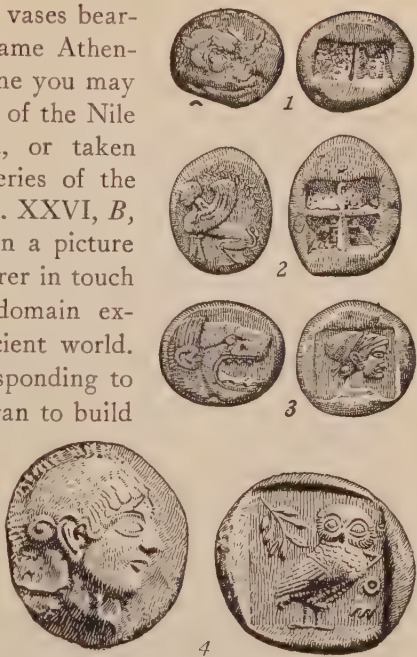 vases bear-
ame Athen-
ne you may
of the Nile
, or taken
eries of the
. XXVI, B,
n a picture
rer in touch
domain ex-
cient world.
sponding to
an to build
1
2
3
4